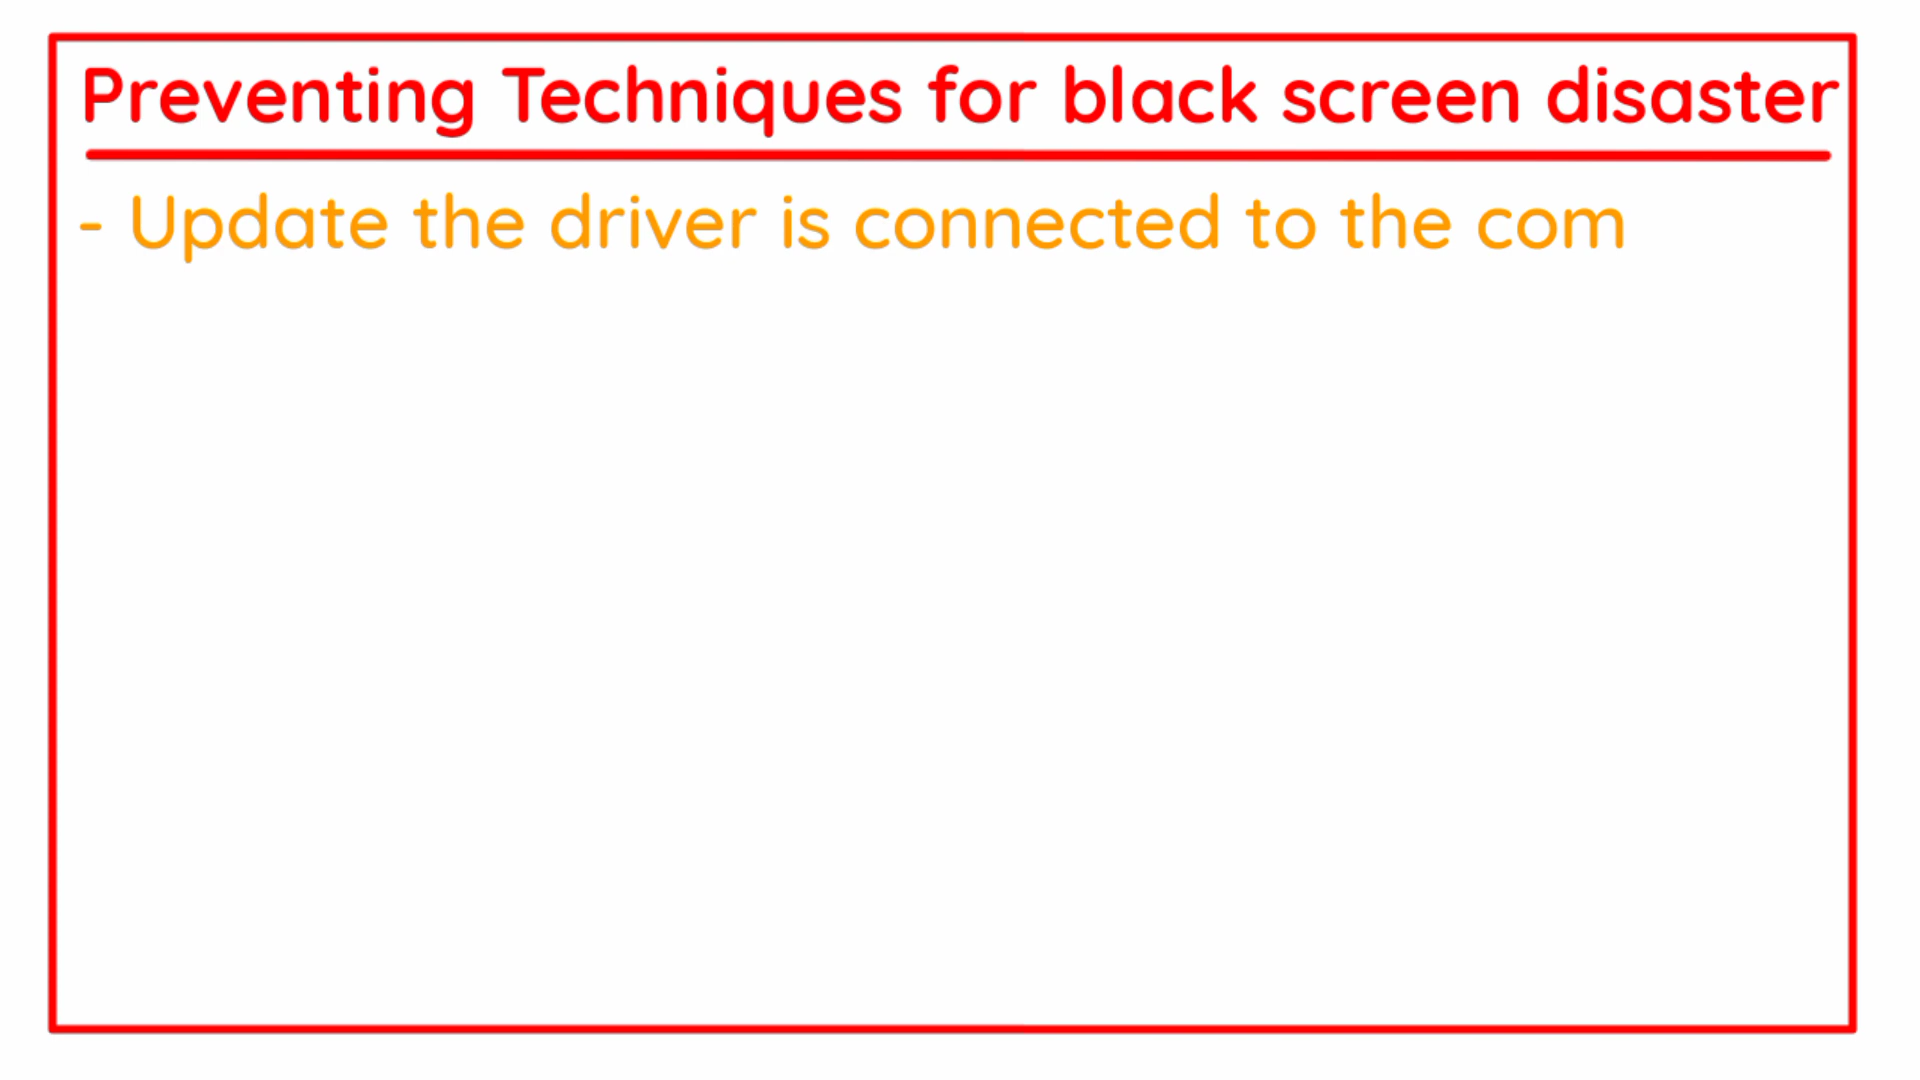 Preventing Techniques for black screen disaster
- Update the driver is connected to the com